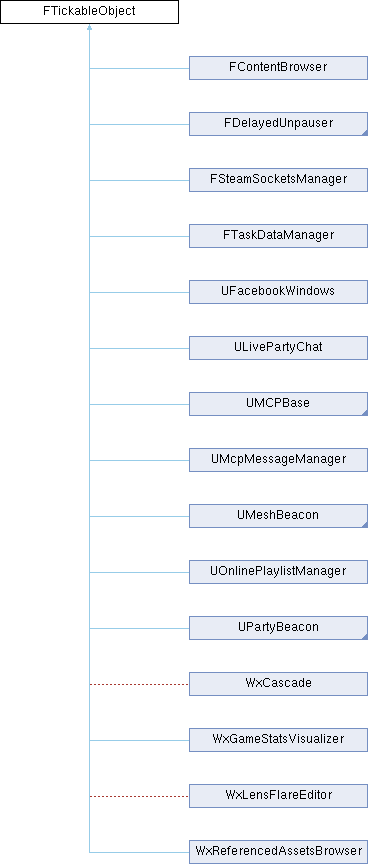 FTickableObject
FContentBrowser
FDelayedUnpauser
FSteamSocketsManager
FTaskDataManager
UFacebookWindows
ULivePartyChat
UMCPBase
UMcpMessageManager
UMeshBeacon
UOnlinePlaylistManager
UPartyBeacon
WxCascade
WxGameStatsVisualizer
WxLensFlareEditor
WxReferencedAssetsBrowser